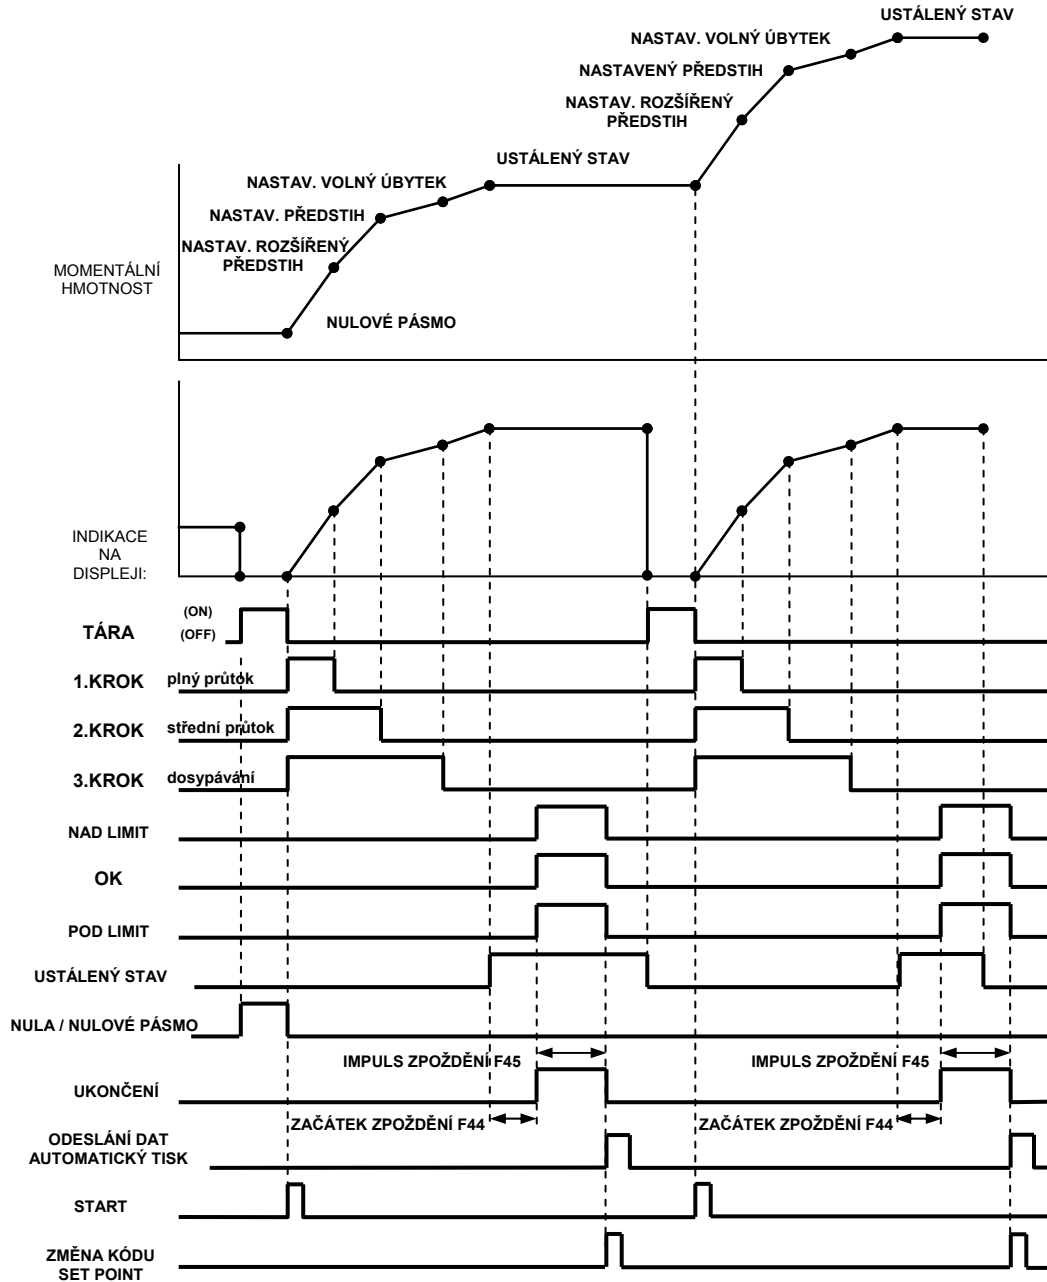 USTÁLENÝ STAV
NASTAV. VOLNÝ ÚBYTEK
NASTAVENÝ PŘEDSTIH
NASTAV. ROZŠÍŘENÝ
PŘEDSTIH
USTÁLENÝ STAV
NASTAV. VOLNÝ ÚBYTEK
NASTAV. PŘEDSTIH
NASTAV. ROZŠÍŘENÝ
PŘEDSTIH
MOMENTÁLNÍ
HMOTNOST
NULOVÉ PÁSMO
INDIKACE
NA
DISPLEJI:
TÁRA
(ON)
(OFF)
1.KROK plný průtok
2.KROK střední průtok
3.KROK dosypávání
NAD LIMIT
OK
POD LIMIT
USTÁLENÝ STAV
NULA / NULOVÉ PÁSMO
IMPULS ZPOŽDĚNÍ F45
IMPULS ZPOŽDĚNÍ F45
UKONČENÍ
ZAČÁTEK ZPOŽDĚNÍ F44
ZAČÁTEK ZPOŽDĚNÍ F44
ODESLÁNÍ DAT
AUTOMATICKÝ TISK
START
ZMĚNA KÓDU
SET POINT